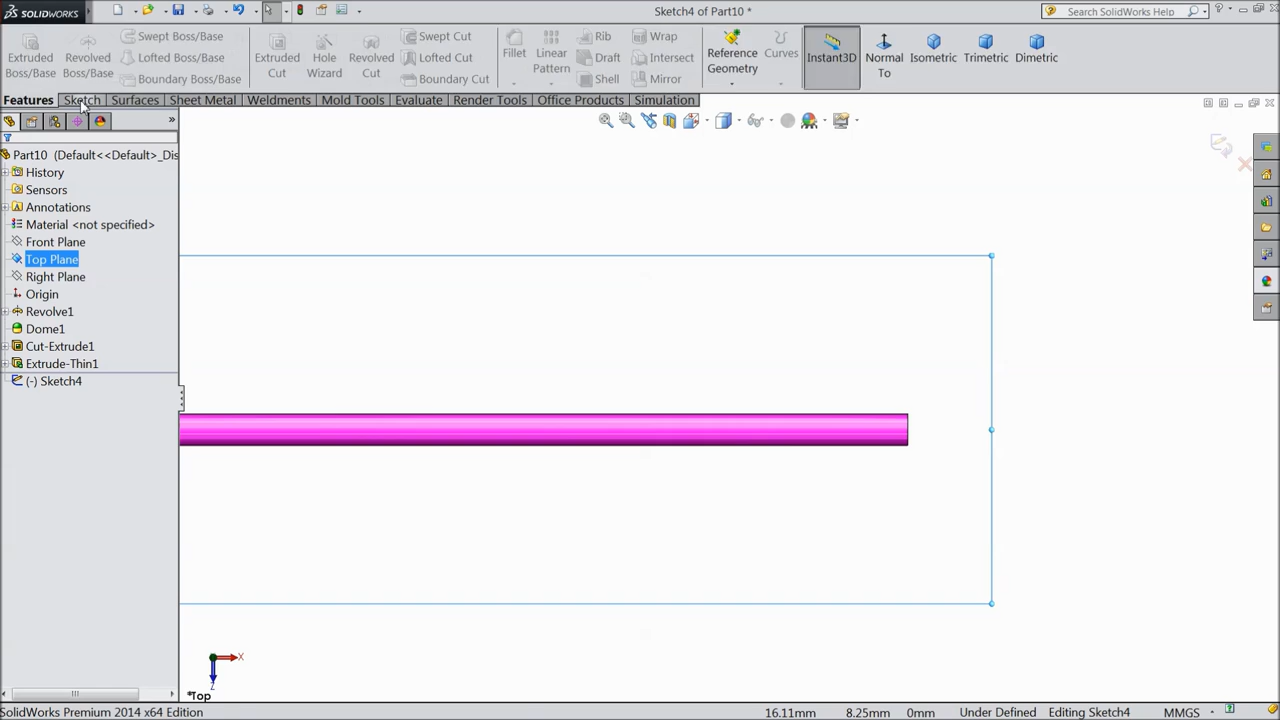 SOLIDWORKS
Sketch4 of Part10 *
Search SolidWorks Help
Extruded Boss/Base
Revolved Boss/Base
Swept Boss/Base
Lofted Boss/Base
Boundary Boss/Base
Extruded Cut
Hole Wizard
Revolved Cut
Swept Cut
Lofted Cut
Boundary Cut
Fillet
Linear Pattern
Rib
Draft
Shell
Wrap
Intersect
Mirror
Reference Geometry
Curves
Instant3D
Normal To
Isometric
Trimetric
Dimetric
Features Sketch Surfaces Sheet Metal Weldments Mold Tools Evaluate Render Tools Office Products Simulation
Part10 (Default<<Default>_Dis
History
Sensors
Annotations
Material <not specified>
Front Plane
Top Plane
Right Plane
Origin
Revolve1
Dome1
Cut-Extrude1
Extrude-Thin1
(-) Sketch4
X
Z
*Top
SolidWorks Premium 2014 x64 Edition 16.11mm 8.25mm 0mm Under Defined Editing Sketch4 MMGS